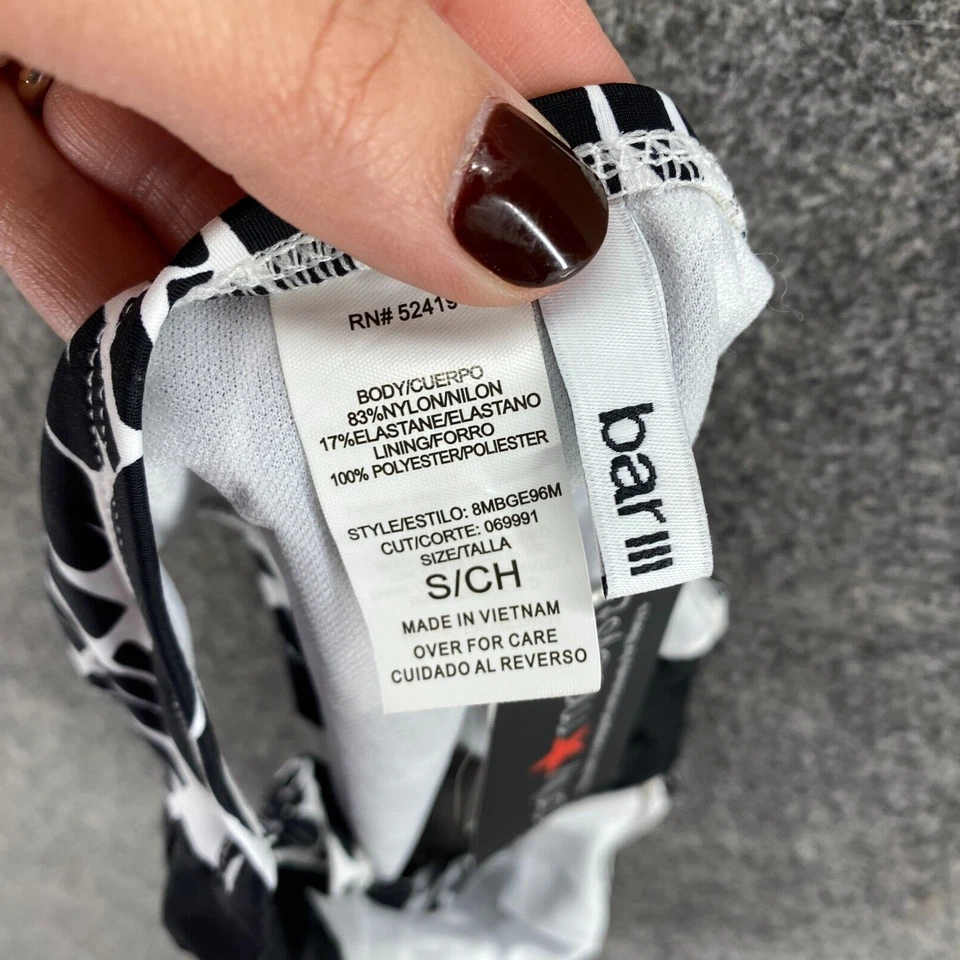 RN# 52419
BODY/CUERPO
83%NYLON/NILON
17%ELASTANE/ELASTANO
LINING/FORRO
100% POLYESTER/POLIESTER
STYLE/ESTILO: 8MBGE96M
CUT/CORTE: 069991
SIZE/TALLA
S/CH
MADE IN VIETNAM
OVER FOR CARE
CUIDADO AL REVERSO
bar III